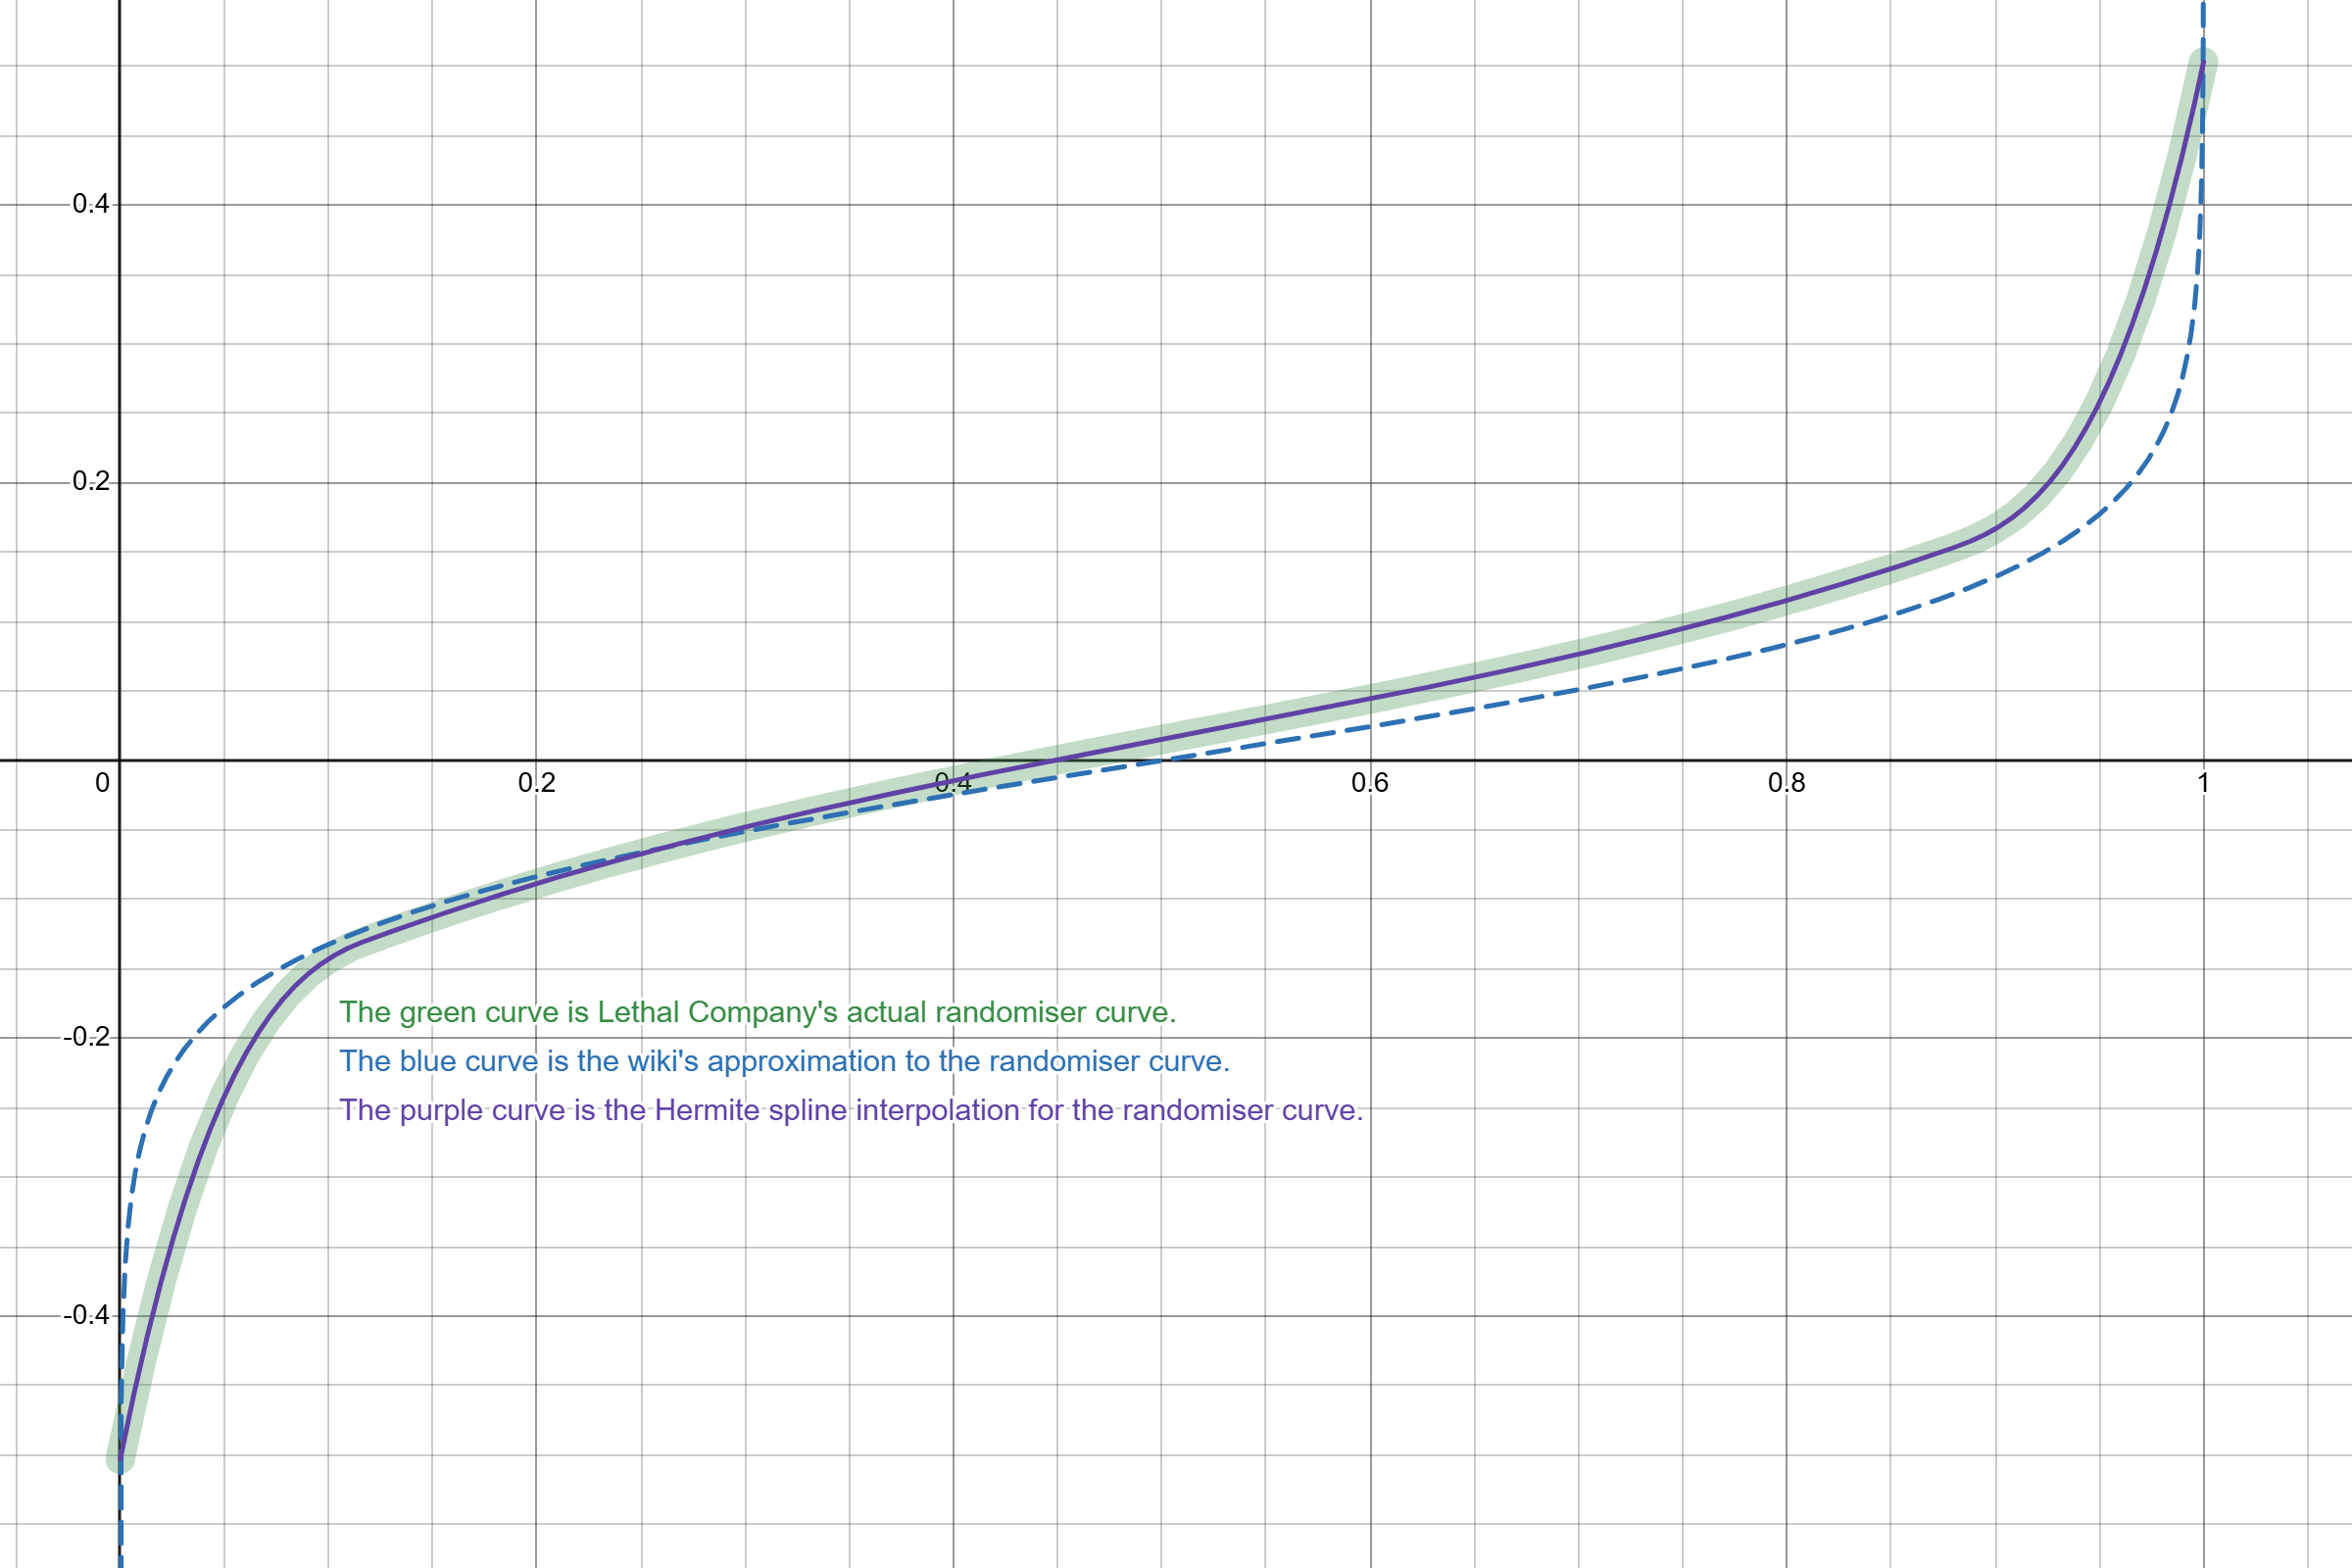 0.4
0.2
0 0.2 0.4 0.6 0.8 1
-0.2
The green curve is Lethal Company's actual randomiser curve.
The blue curve is the wiki's approximation to the randomiser curve.
The purple curve is the Hermite spline interpolation for the randomiser curve.
-0.4